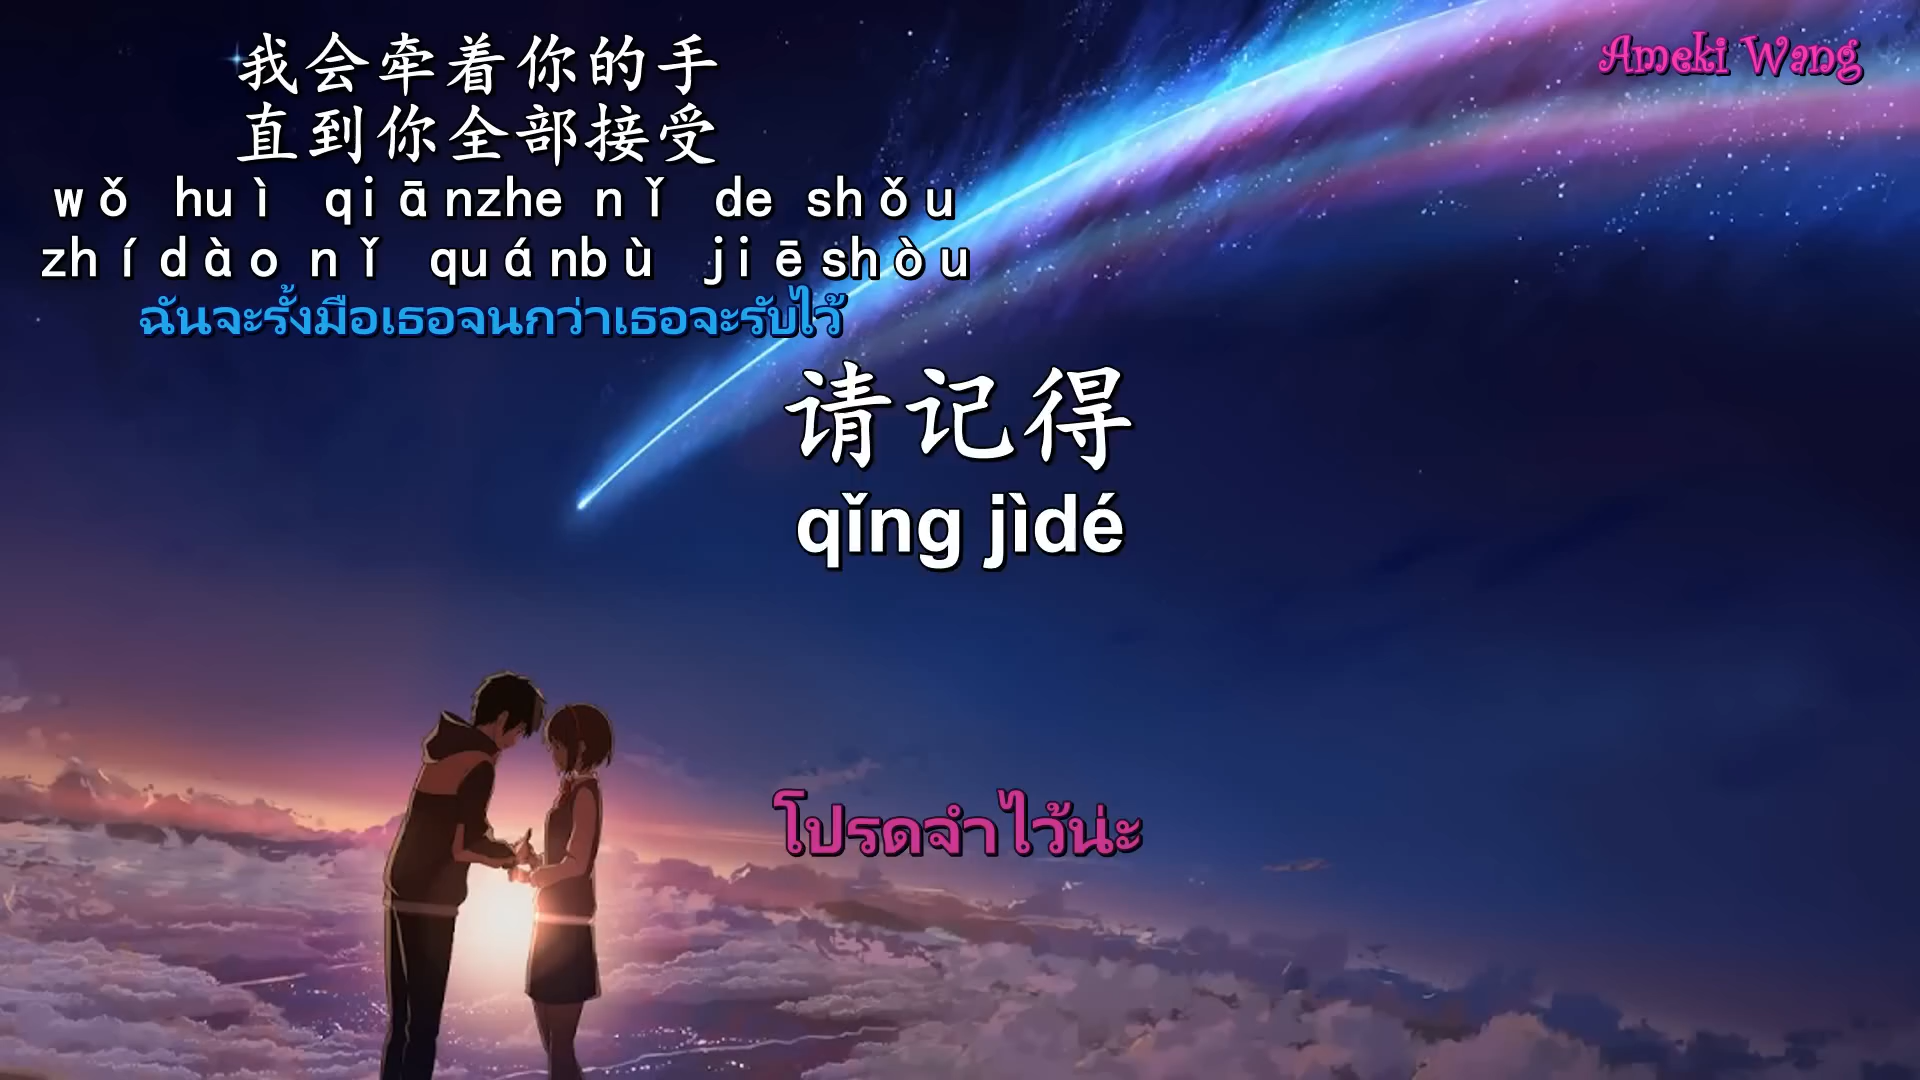 Ameki Wang
我会牵着你的手
直到你全部接受
wǒ huì qiānzhe nǐ de shǒu
zhídào nǐ quánbù jiēshòu
ฉันจะรั้งมือเธอจนกว่าเธอจะรับไว้
请记得
qǐng jìdé
โปรดจำไว้น่ะ